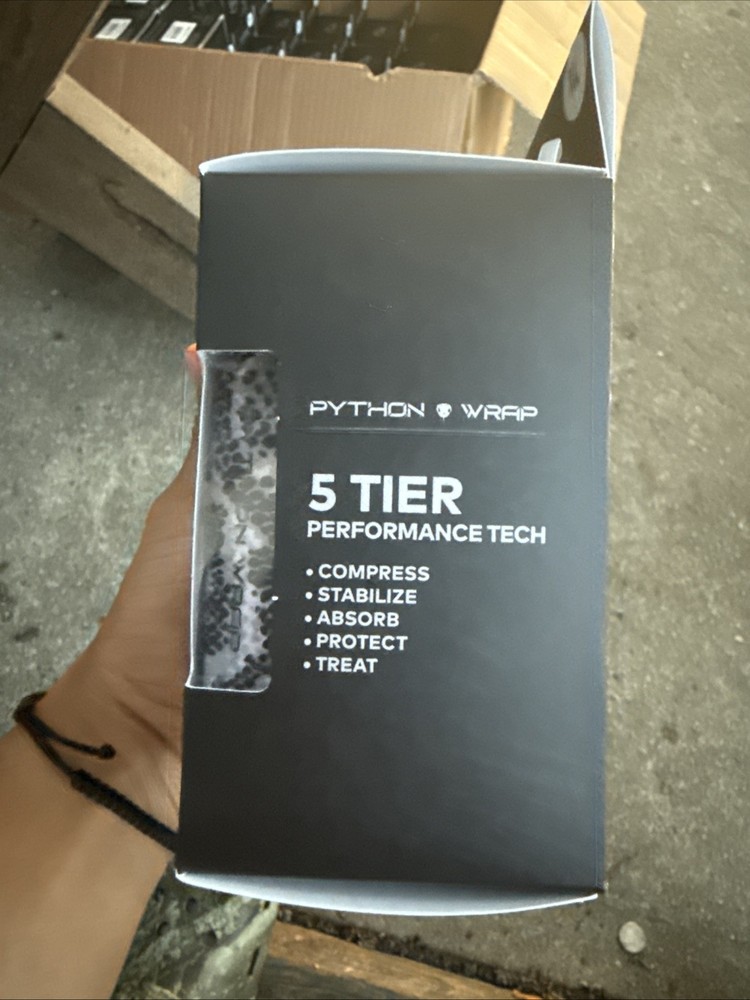 PYTHON WRAP
5 TIER
PERFORMANCE TECH
• COMPRESS
• STABILIZE
• ABSORB
• PROTECT
• TREAT